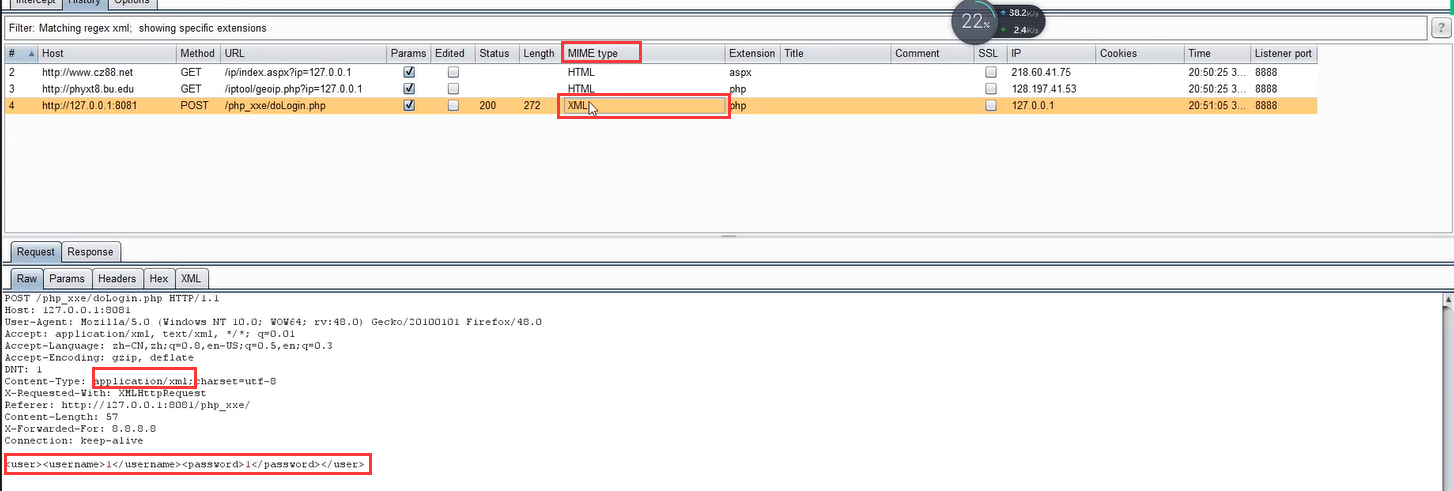 Intercept History Options
Filter: Matching regex xml; showing specific extensions
22%
38.2K/s
2.4K/s
?
# Host Method URL Params Edited Status Length MIME type Extension Title Comment SSL IP Cookies Time Listener port
2 http://www.cz88.net GET /ip/index.aspx?ip=127.0.0.1 HTML aspx 218.60.41.75 20:50:25 3... 8888
3 http://phyxt8.bu.edu GET /iptool/geoip.php?ip=127.0.0.1 HTML php 128.197.41.53 20:50:25 3... 8888
4 http://127.0.0.1:8081 POST /php_xxe/doLogin.php 200 272 XML php 127.0.0.1 20:51:05 3... 8888
Request Response
Raw Params Headers Hex XML
POST /php_xxe/doLogin.php HTTP/1.1
Host: 127.0.0.1:8081
User-Agent: Mozilla/5.0 (Windows NT 10.0; WOW64; rv:48.0) Gecko/20100101 Firefox/48.0
Accept: application/xml, text/xml, */*; q=0.01
Accept-Language: zh-CN,zh;q=0.8,en-US;q=0.5,en;q=0.3
Accept-Encoding: gzip, deflate
DNT: 1
Content-Type: application/xml;charset=utf-8
X-Requested-With: XMLHttpRequest
Referer: http://127.0.0.1:8081/php_xxe/
Content-Length: 57
X-Forwarded-For: 8.8.8.8
Connection: keep-alive
<user><username>1</username><password>1</password></user>